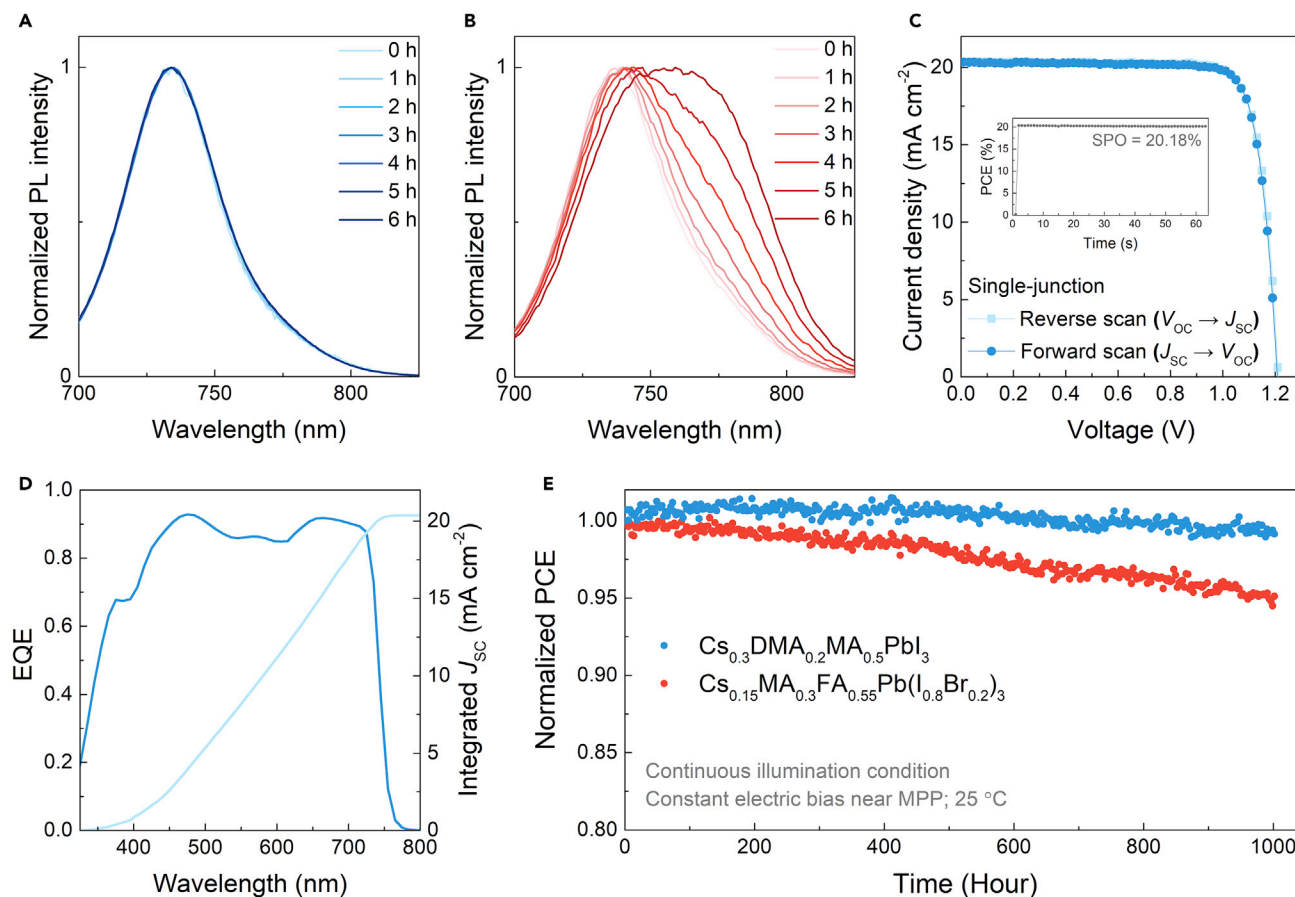 A
Normalized PL intensity
1
0
700
750
800
Wavelength (nm)
0 h
1 h
2 h
3 h
4 h
5 h
6 h
B
Normalized PL intensity
1
0
700
750
800
Wavelength (nm)
0 h
1 h
2 h
3 h
4 h
5 h
6 h
C
Current density (mA cm⁻²)
20
15
10
5
0
0.0 0.2 0.4 0.6 0.8 1.0 1.2
Voltage (V)
PCE (%)
20
15
10
5
0
0 10 20 30 40 50 60
Time (s)
SPO = 20.18%
Single-junction
Reverse scan (V_OC → J_SC)
Forward scan (J_SC → V_OC)
D
EQE
1.0
0.8
0.6
0.4
0.2
0.0
400 500 600 700 800
Wavelength (nm)
Integrated J_SC (mA cm⁻²)
20
15
10
5
0
E
Normalized PCE
1.00
0.95
0.90
0.85
0.80
Cs₀.₃DMA₀.₂MA₀.₅PbI₃
Cs₀.₁₅MA₀.₃FA₀.₅₅Pb(I₀.₈Br₀.₂)₃
Continuous illumination condition
Constant electric bias near MPP; 25 °C
0 200 400 600 800 1000
Time (Hour)